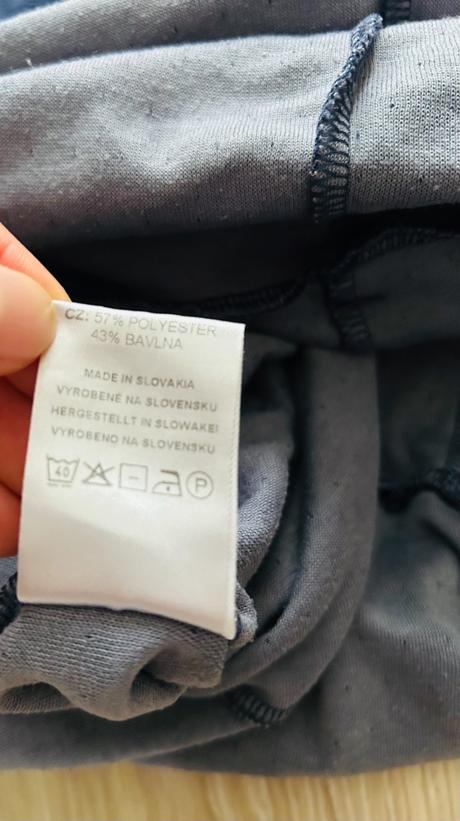 CZ: 57% POLYESTER
43% BAVLNA
MADE IN SLOVAKIA
VYROBENÉ NA SLOVENSKU
HERGESTELLT IN SLOWAKEI
VYROBENO NA SLOVENSKU
40 P